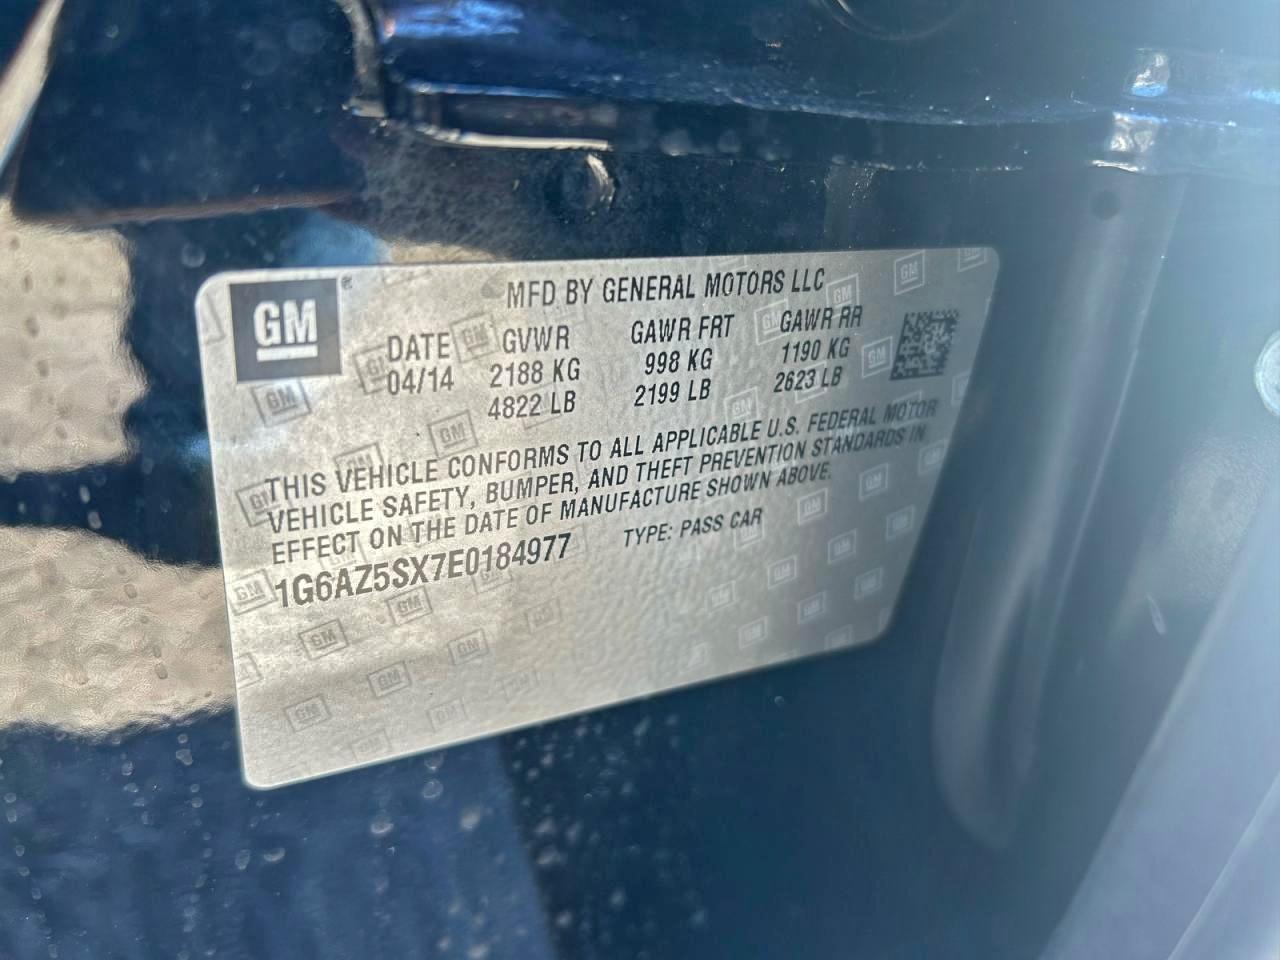 GM ®
MFD BY GENERAL MOTORS LLC
DATE GVWR GAWR FRT GAWR RR
04/14 2188 KG 998 KG 1190 KG
4822 LB 2199 LB 2623 LB
THIS VEHICLE CONFORMS TO ALL APPLICABLE U.S. FEDERAL MOTOR
VEHICLE SAFETY, BUMPER, AND THEFT PREVENTION STANDARDS IN
EFFECT ON THE DATE OF MANUFACTURE SHOWN ABOVE.
1G6AZ5SX7E0184977 TYPE: PASS CAR